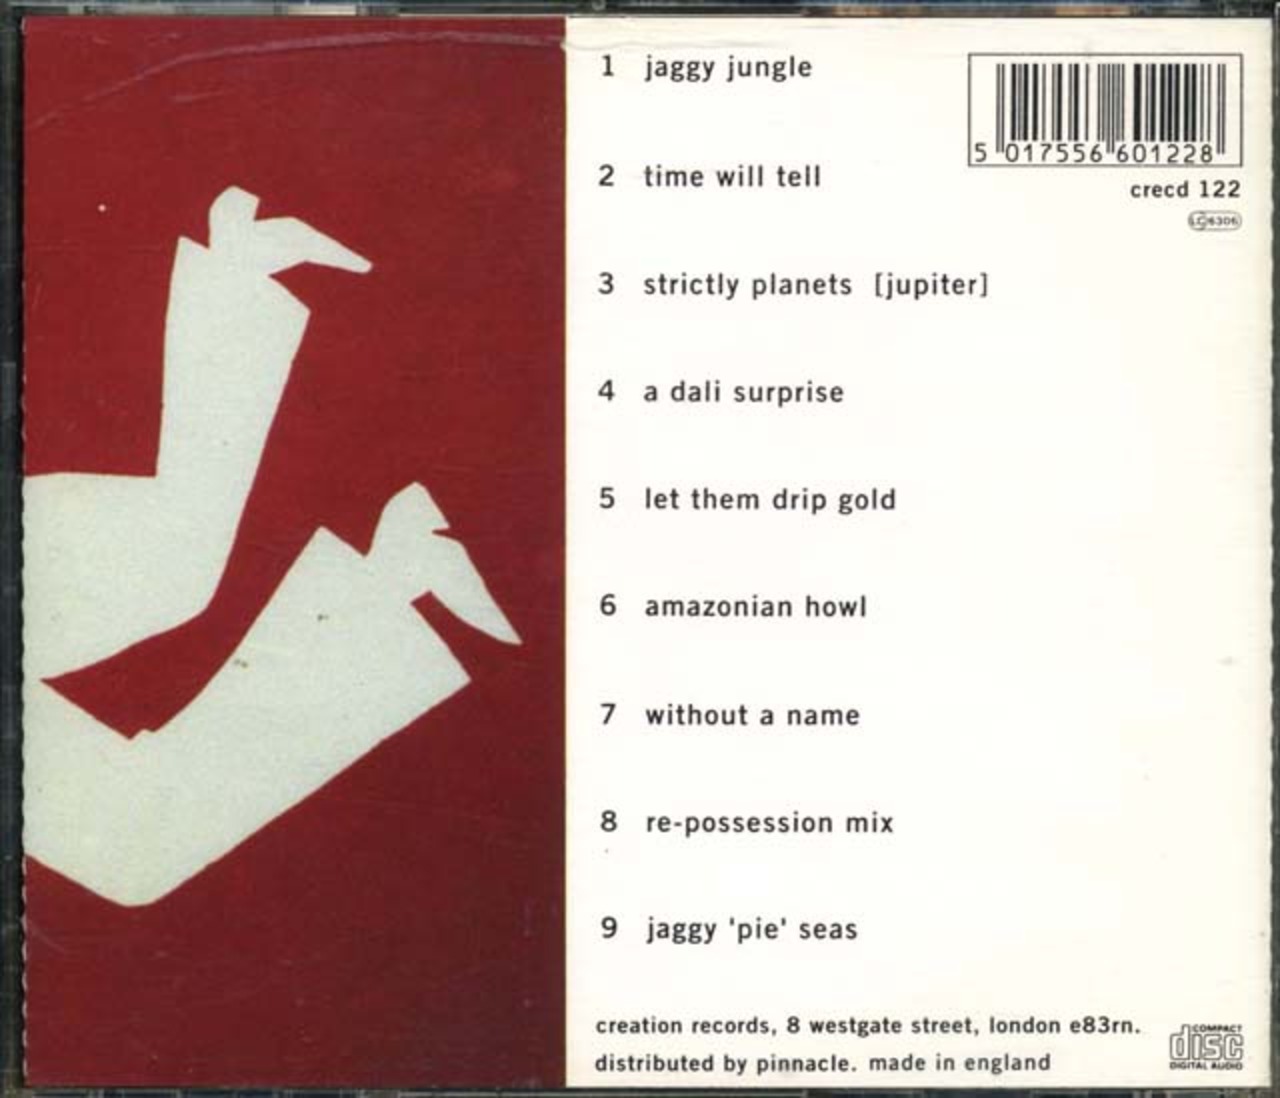 1 jaggy jungle
5 017556 601228
2 time will tell
crecd 122
LC 6306
3 strictly planets [jupiter]
4 a dali surprise
5 let them drip gold
6 amazonian howl
7 without a name
8 re-possession mix
9 jaggy 'pie' seas
creation records, 8 westgate street, london e83rn.
distributed by pinnacle. made in england
COMPACT
disc
DIGITAL AUDIO